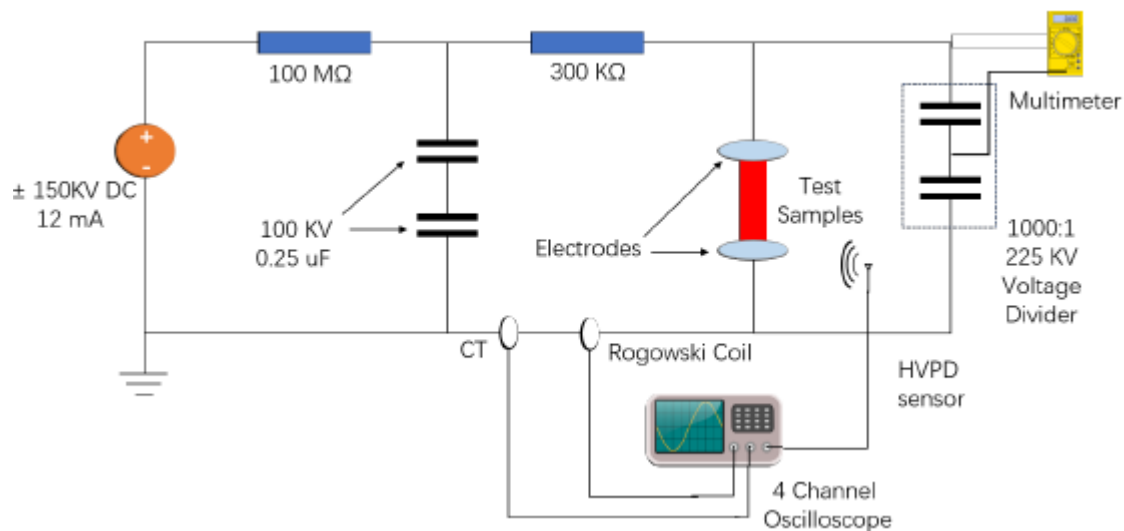 100 MΩ
300 KΩ
Multimeter
+
-
± 150KV DC
12 mA
100 KV
0.25 uF
Electrodes
Test
Samples
1000:1
225 KV
Voltage
Divider
CT
Rogowski Coil
HVPD
sensor
4 Channel
Oscilloscope